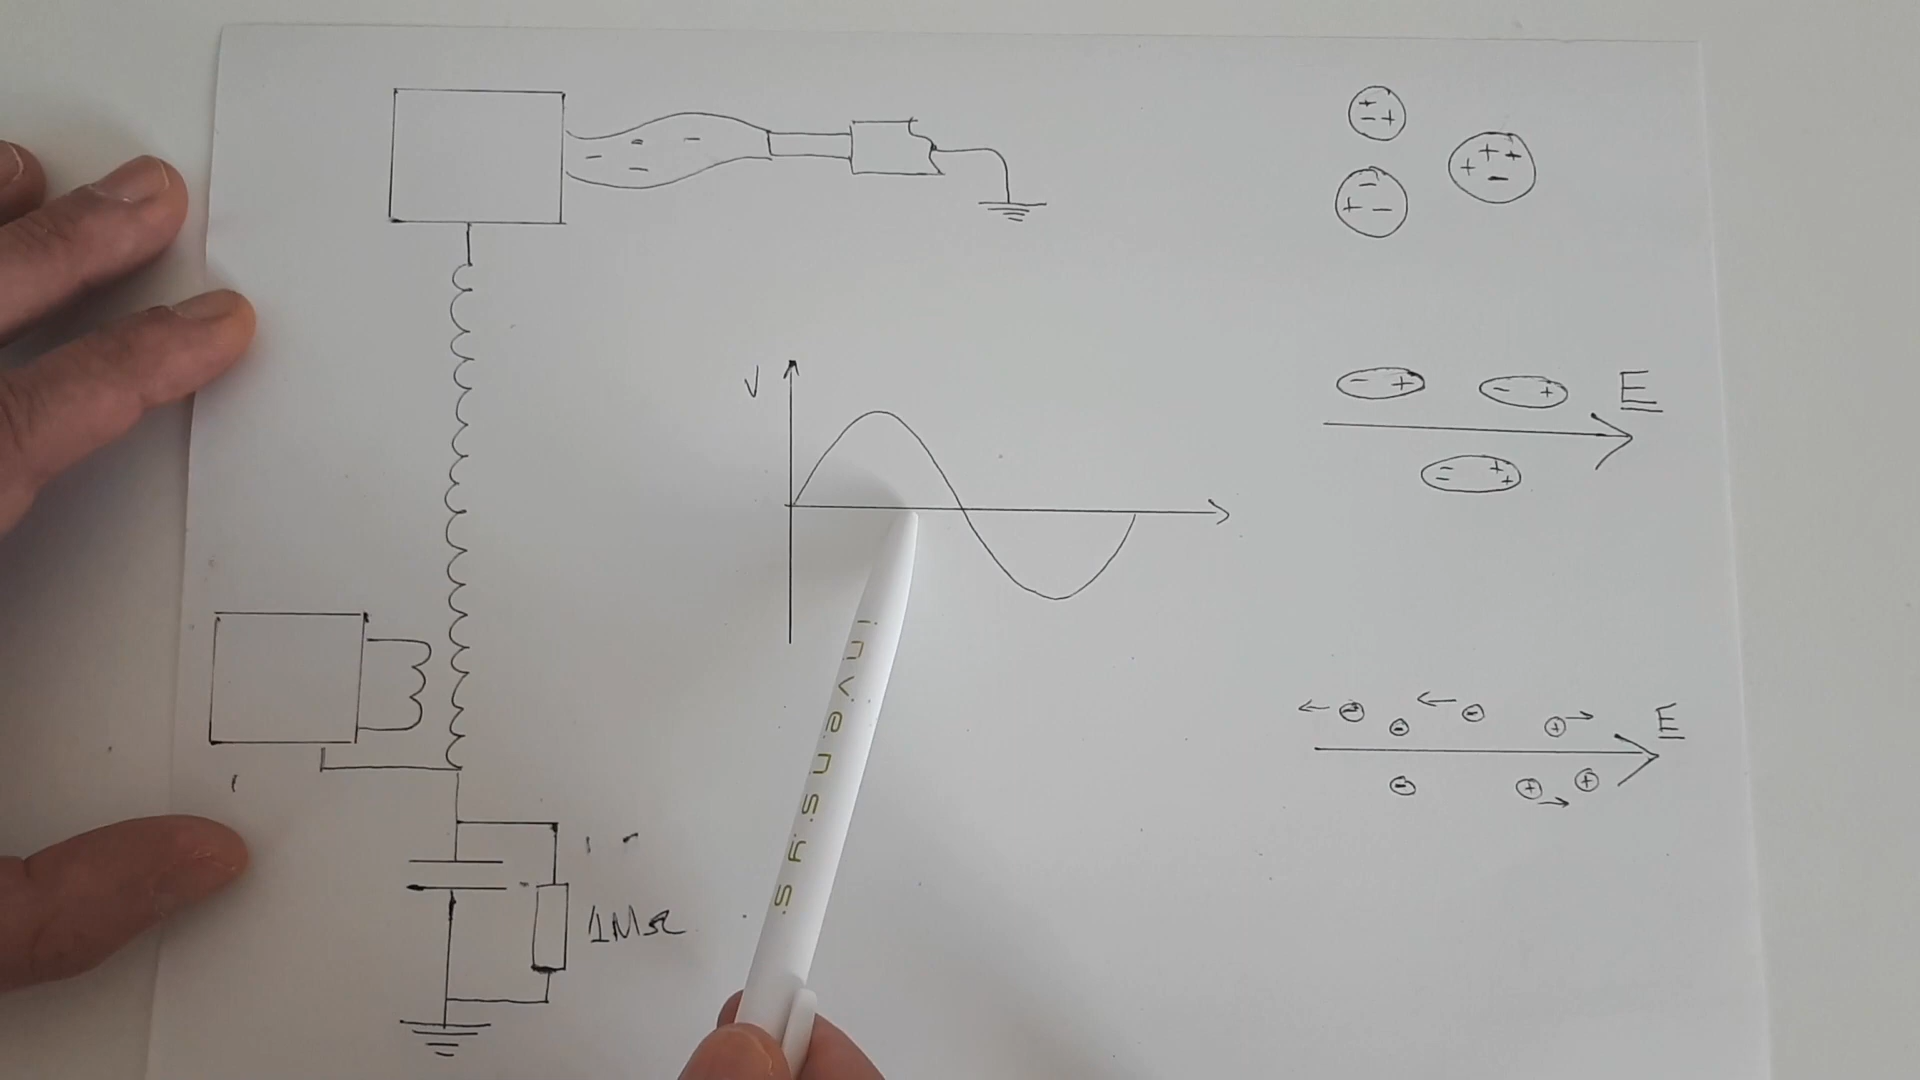 + +
- +
+ + +
+ -
-
+ -
- - -
-
V
- +
- +
E
= + +
← - - ← - + →
E
- + → +
1MΩ
invensys